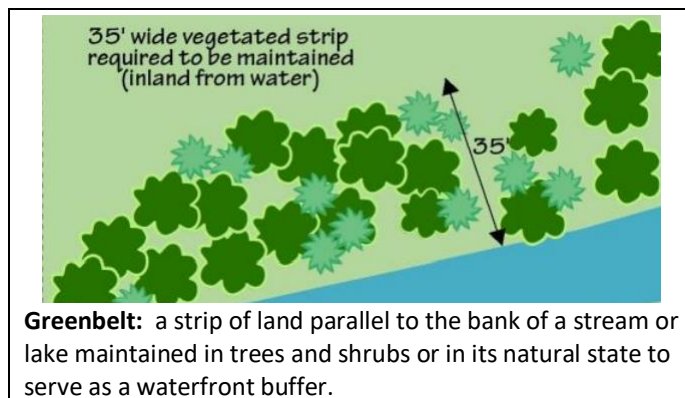 35' wide vegetated strip
required to be maintained
(inland from water)
35'
Greenbelt: a strip of land parallel to the bank of a stream or
lake maintained in trees and shrubs or in its natural state to
serve as a waterfront buffer.